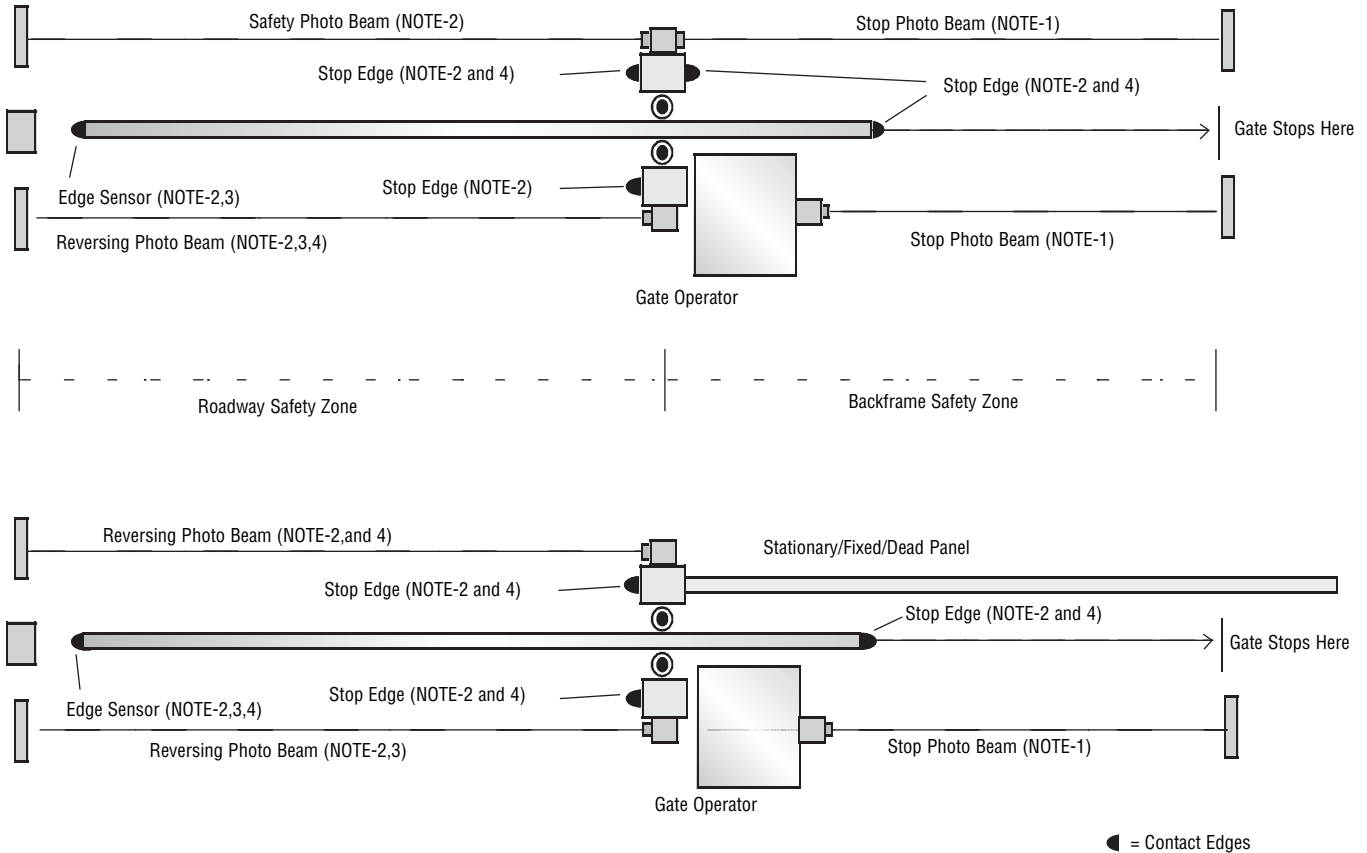 Safety Photo Beam (NOTE-2)
Stop Photo Beam (NOTE-1)
Stop Edge (NOTE-2 and 4)
Stop Edge (NOTE-2 and 4)
Gate Stops Here
Edge Sensor (NOTE-2,3)
Stop Edge (NOTE-2)
Reversing Photo Beam (NOTE-2,3,4)
Stop Photo Beam (NOTE-1)
Gate Operator
Roadway Safety Zone
Backframe Safety Zone
Reversing Photo Beam (NOTE-2,and 4)
Stationary/Fixed/Dead Panel
Stop Edge (NOTE-2 and 4)
Stop Edge (NOTE-2 and 4)
Gate Stops Here
Stop Edge (NOTE-2 and 4)
Edge Sensor (NOTE-2,3,4)
Reversing Photo Beam (NOTE-2,3)
Stop Photo Beam (NOTE-1)
Gate Operator
= Contact Edges